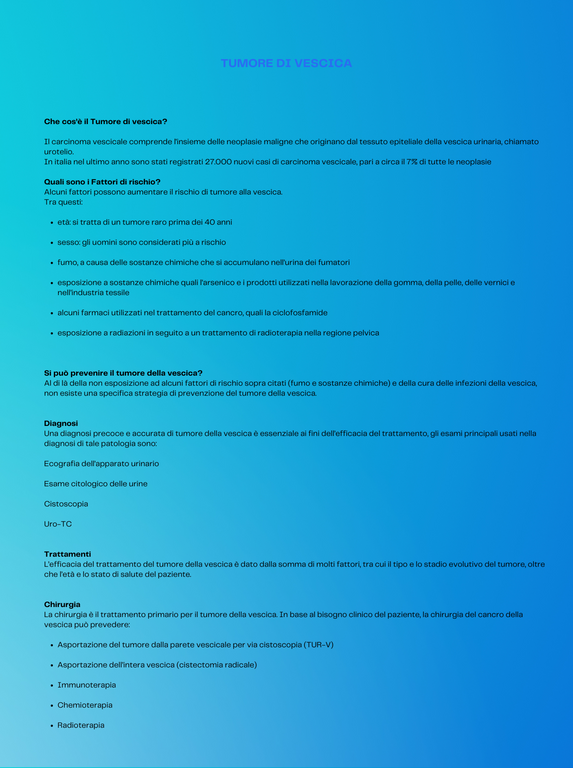 TUMORE DI VESCICA
Che cos'è il Tumore di vescica?
Il carcinoma vescicale comprende l'insieme delle neoplasie maligne che originano dal tessuto epiteliale della vescica urinaria, chiamato
urotelio.
In italia nel ultimo anno sono stati registrati 27.000 nuovi casi di carcinoma vescicale, pari a circa il 7% di tutte le neoplasie
Quali sono i Fattori di rischio?
Alcuni fattori possono aumentare il rischio di tumore alla vescica.
Tra questi:
• età: si tratta di un tumore raro prima dei 40 anni
• sesso: gli uomini sono considerati più a rischio
• fumo, a causa delle sostanze chimiche che si accumulano nell'urina dei fumatori
• esposizione a sostanze chimiche quali l'arsenico e i prodotti utilizzati nella lavorazione della gomma, della pelle, delle vernici e
nell'industria tessile
• alcuni farmaci utilizzati nel trattamento del cancro, quali la ciclofosfamide
• esposizione a radiazioni in seguito a un trattamento di radioterapia nella regione pelvica
Si può prevenire il tumore della vescica?
Al di là della non esposizione ad alcuni fattori di rischio sopra citati (fumo e sostanze chimiche) e della cura delle infezioni della vescica,
non esiste una specifica strategia di prevenzione del tumore della vescica.
Diagnosi
Una diagnosi precoce e accurata di tumore della vescica è essenziale ai fini dell'efficacia del trattamento, gli esami principali usati nella
diagnosi di tale patologia sono:
Ecografia dell'apparato urinario
Esame citologico delle urine
Cistoscopia
Uro-TC
Trattamenti
L'efficacia del trattamento del tumore della vescica è dato dalla somma di molti fattori, tra cui il tipo e lo stadio evolutivo del tumore, oltre
che l'età e lo stato di salute del paziente.
Chirurgia
La chirurgia è il trattamento primario per il tumore della vescica. In base al bisogno clinico del paziente, la chirurgia del cancro della
vescica può prevedere:
• Asportazione del tumore dalla parete vescicale per via cistoscopia (TUR-V)
• Asportazione dell'intera vescica (cistectomia radicale)
• Immunoterapia
• Chemioterapia
• Radioterapia